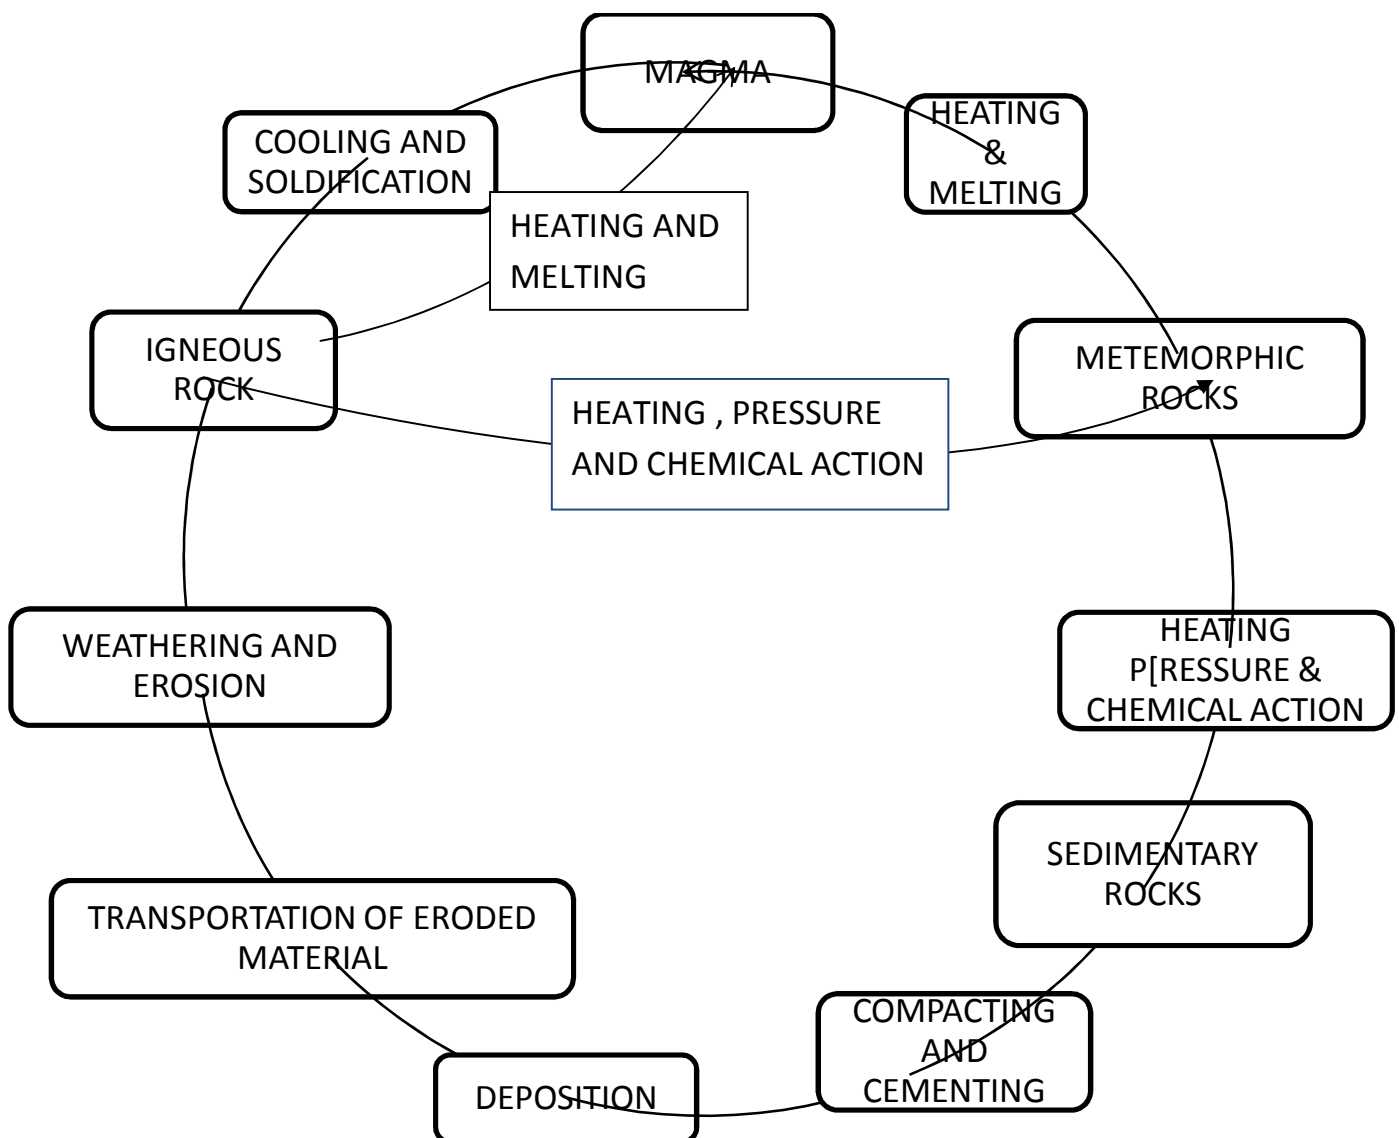 MAGMA
HEATING
&
MELTING
COOLING AND
SOLDIFICATION
HEATING AND
MELTING
IGNEOUS
ROCK
HEATING , PRESSURE
AND CHEMICAL ACTION
METEMORPHIC
ROCKS
WEATHERING AND
EROSION
HEATING
P[RESSURE &
CHEMICAL ACTION
SEDIMENTARY
ROCKS
TRANSPORTATION OF ERODED
MATERIAL
COMPACTING
AND
CEMENTING
DEPOSITION